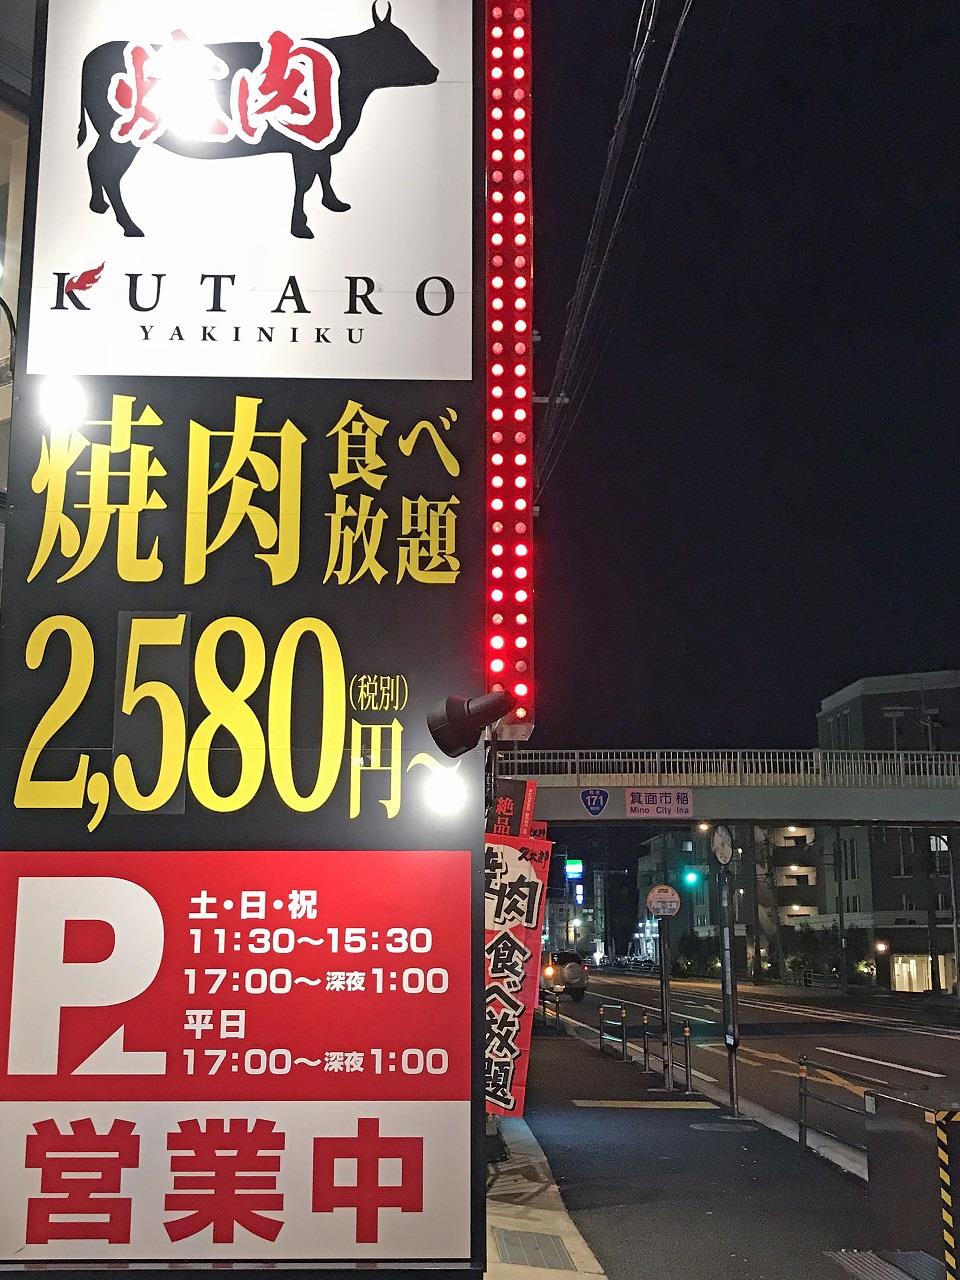 焼肉
KUTARO
YAKINIKU
焼肉食べ放題
2,580円～
(税別)
P
土・日・祝
11:30～15:30
17:00～深夜1:00
平日
17:00～深夜1:00
営業中
171
箕面市稲
Mino City Ina
絶品
久太郎
焼肉食べ放題